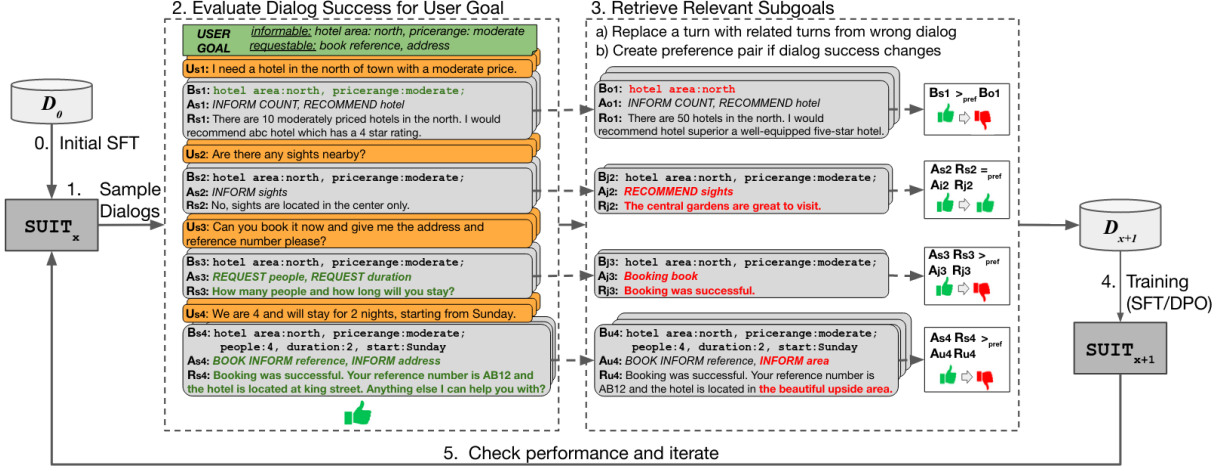 2. Evaluate Dialog Success for User Goal
USER GOAL
informable: hotel area: north, pricerange: moderate
requestable: book reference, address
Us1: I need a hotel in the north of town with a moderate price.
Bs1: hotel area:north, pricerange:moderate;
As1: INFORM COUNT, RECOMMEND hotel
Rs1: There are 10 moderately priced hotels in the north. I would
recommend abc hotel which has a 4 star rating.
Us2: Are there any sights nearby?
Bs2: hotel area:north, pricerange:moderate;
As2: INFORM sights
Rs2: No, sights are located in the center only.
Us3: Can you book it now and give me the address and
reference number please?
Bs3: hotel area:north, pricerange:moderate;
As3: REQUEST people, REQUEST duration
Rs3: How many people and how long will you stay?
Us4: We are 4 and will stay for 2 nights, starting from Sunday.
Bs4: hotel area:north, pricerange:moderate;
people:4, duration:2, start:Sunday
As4: BOOK INFORM reference, INFORM address
Rs4: Booking was successful. Your reference number is AB12 and
the hotel is located at king street. Anything else I can help you with?
3. Retrieve Relevant Subgoals
a) Replace a turn with related turns from wrong dialog
b) Create preference pair if dialog success changes
Bo1: hotel area:north
Ao1: INFORM COUNT, RECOMMEND hotel
Ro1: There are 50 hotels in the north. I would
recommend hotel superior a well-equipped five-star hotel.
Bs1 >pref Bo1
Bj2: hotel area:north, pricerange:moderate;
Aj2: RECOMMEND sights
Rj2: The central gardens are great to visit.
As2 Rs2 =pref
Aj2 Rj2
Bj3: hotel area:north, pricerange:moderate;
Aj3: Booking book
Rj3: Booking was successful.
As3 Rs3 >pref
Aj3 Rj3
Bu4: hotel area:north, pricerange:moderate;
people:4, duration:2, start:Sunday
Au4: BOOK INFORM reference, INFORM area
Ru4: Booking was successful. Your reference number is
AB12 and the hotel is located in the beautiful upside area.
As4 Rs4 >pref
Au4 Ru4
D0
0. Initial SFT
1. Sample
Dialogs
SUITx
Dx+1
4. Training
(SFT/DPO)
SUITx+1
5. Check performance and iterate